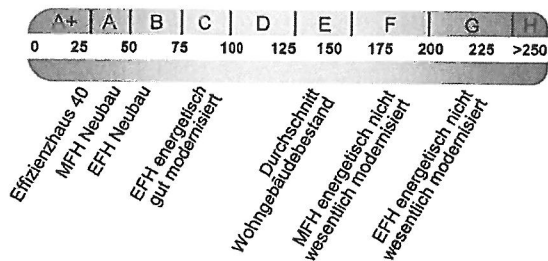 A+ A B C D E F G H
0 25 50 75 100 125 150 175 200 225 >250
Effizienzhaus 40
MFH Neubau
EFH Neubau
EFH energetisch
gut modernisiert
Durchschnitt
Wohngebäudebestand
MFH energetisch nicht
wesentlich modernisiert
EFH energetisch nicht
wesentlich modernisiert